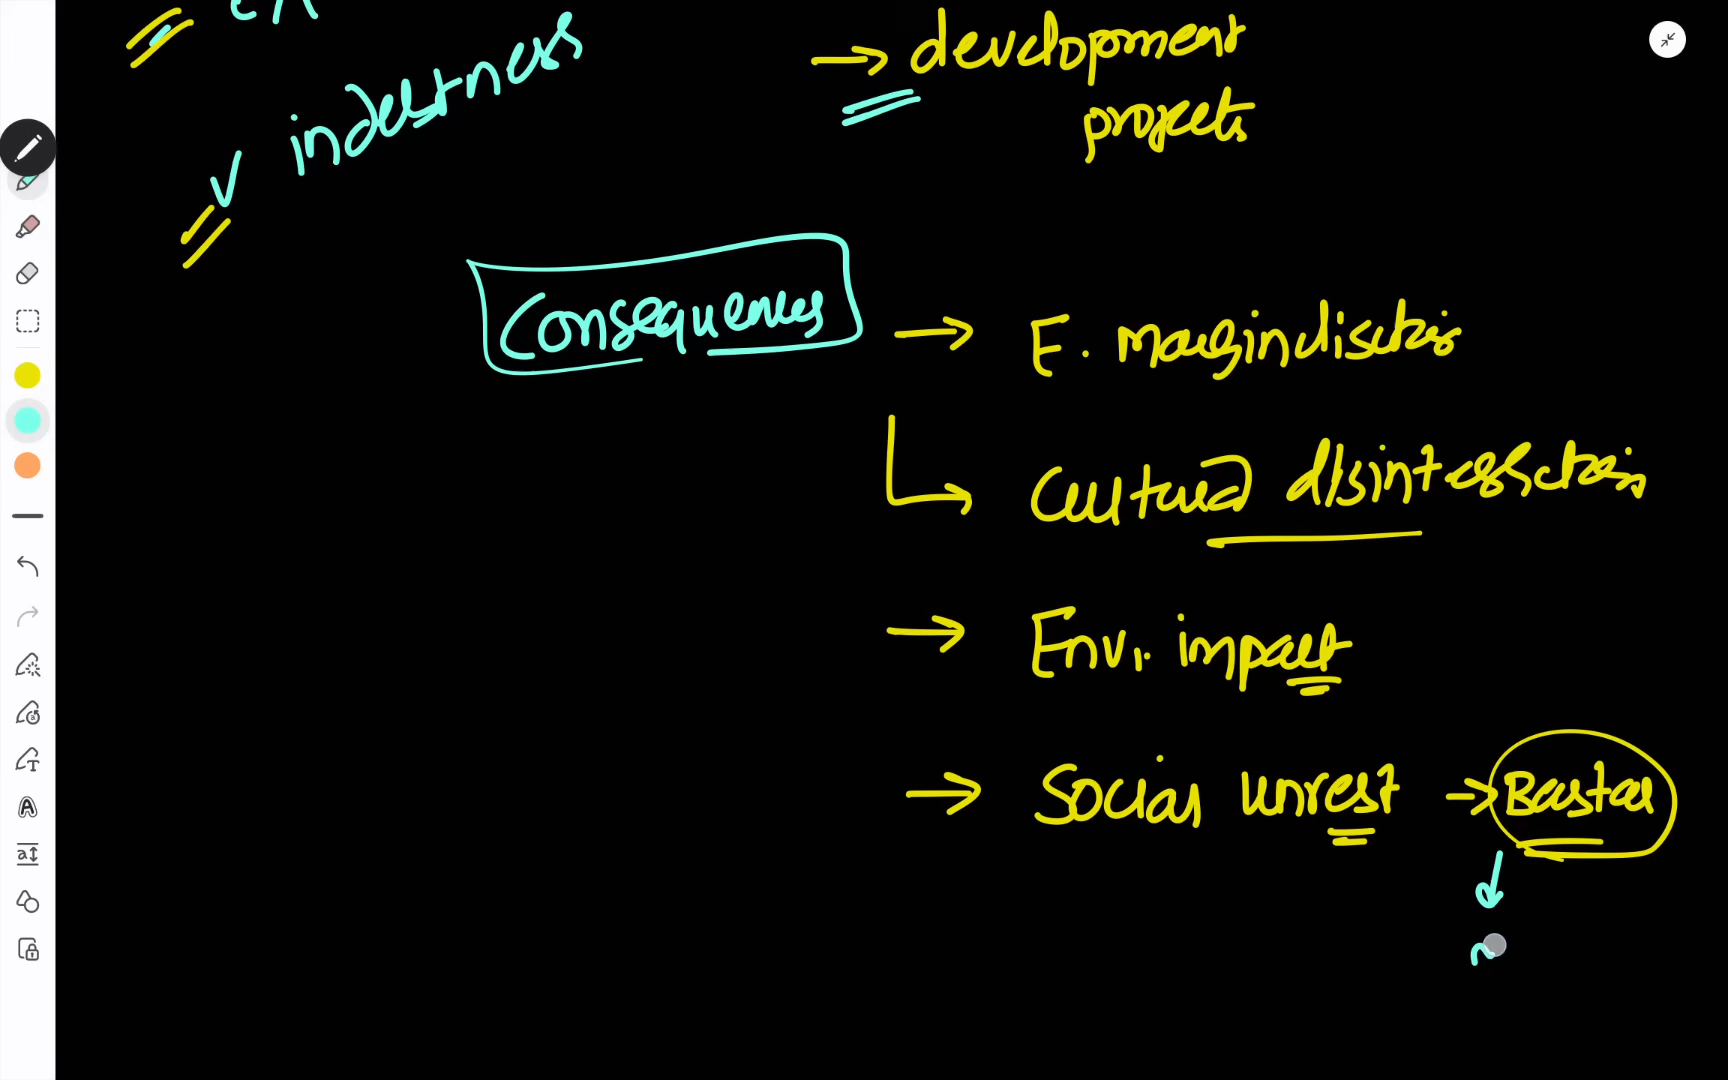 indebtness
→ development
projects
Consequences → E. marginalisation
→ Cultural disintegration
→ Env. impact
→ Social unrest → Bastar